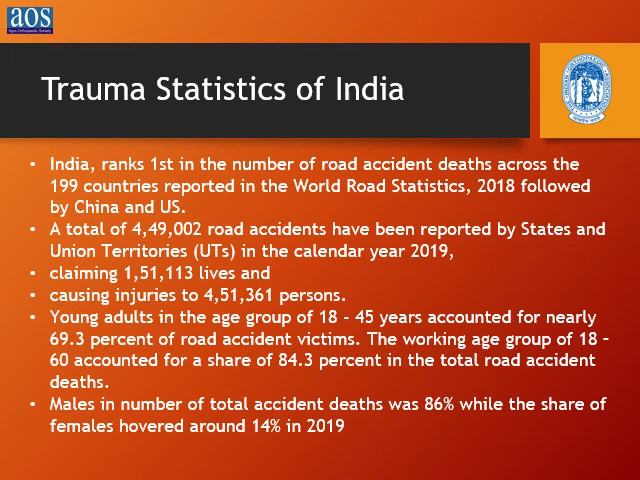 aos
Agra Orthopaedic Society
Trauma Statistics of India
THE INDIAN ORTHOPAEDIC ASSOCIATION
• India, ranks 1st in the number of road accident deaths across the
199 countries reported in the World Road Statistics, 2018 followed
by China and US.
• A total of 4,49,002 road accidents have been reported by States and
Union Territories (UTs) in the calendar year 2019,
• claiming 1,51,113 lives and
• causing injuries to 4,51,361 persons.
• Young adults in the age group of 18 - 45 years accounted for nearly
69.3 percent of road accident victims. The working age group of 18 –
60 accounted for a share of 84.3 percent in the total road accident
deaths.
• Males in number of total accident deaths was 86% while the share of
females hovered around 14% in 2019